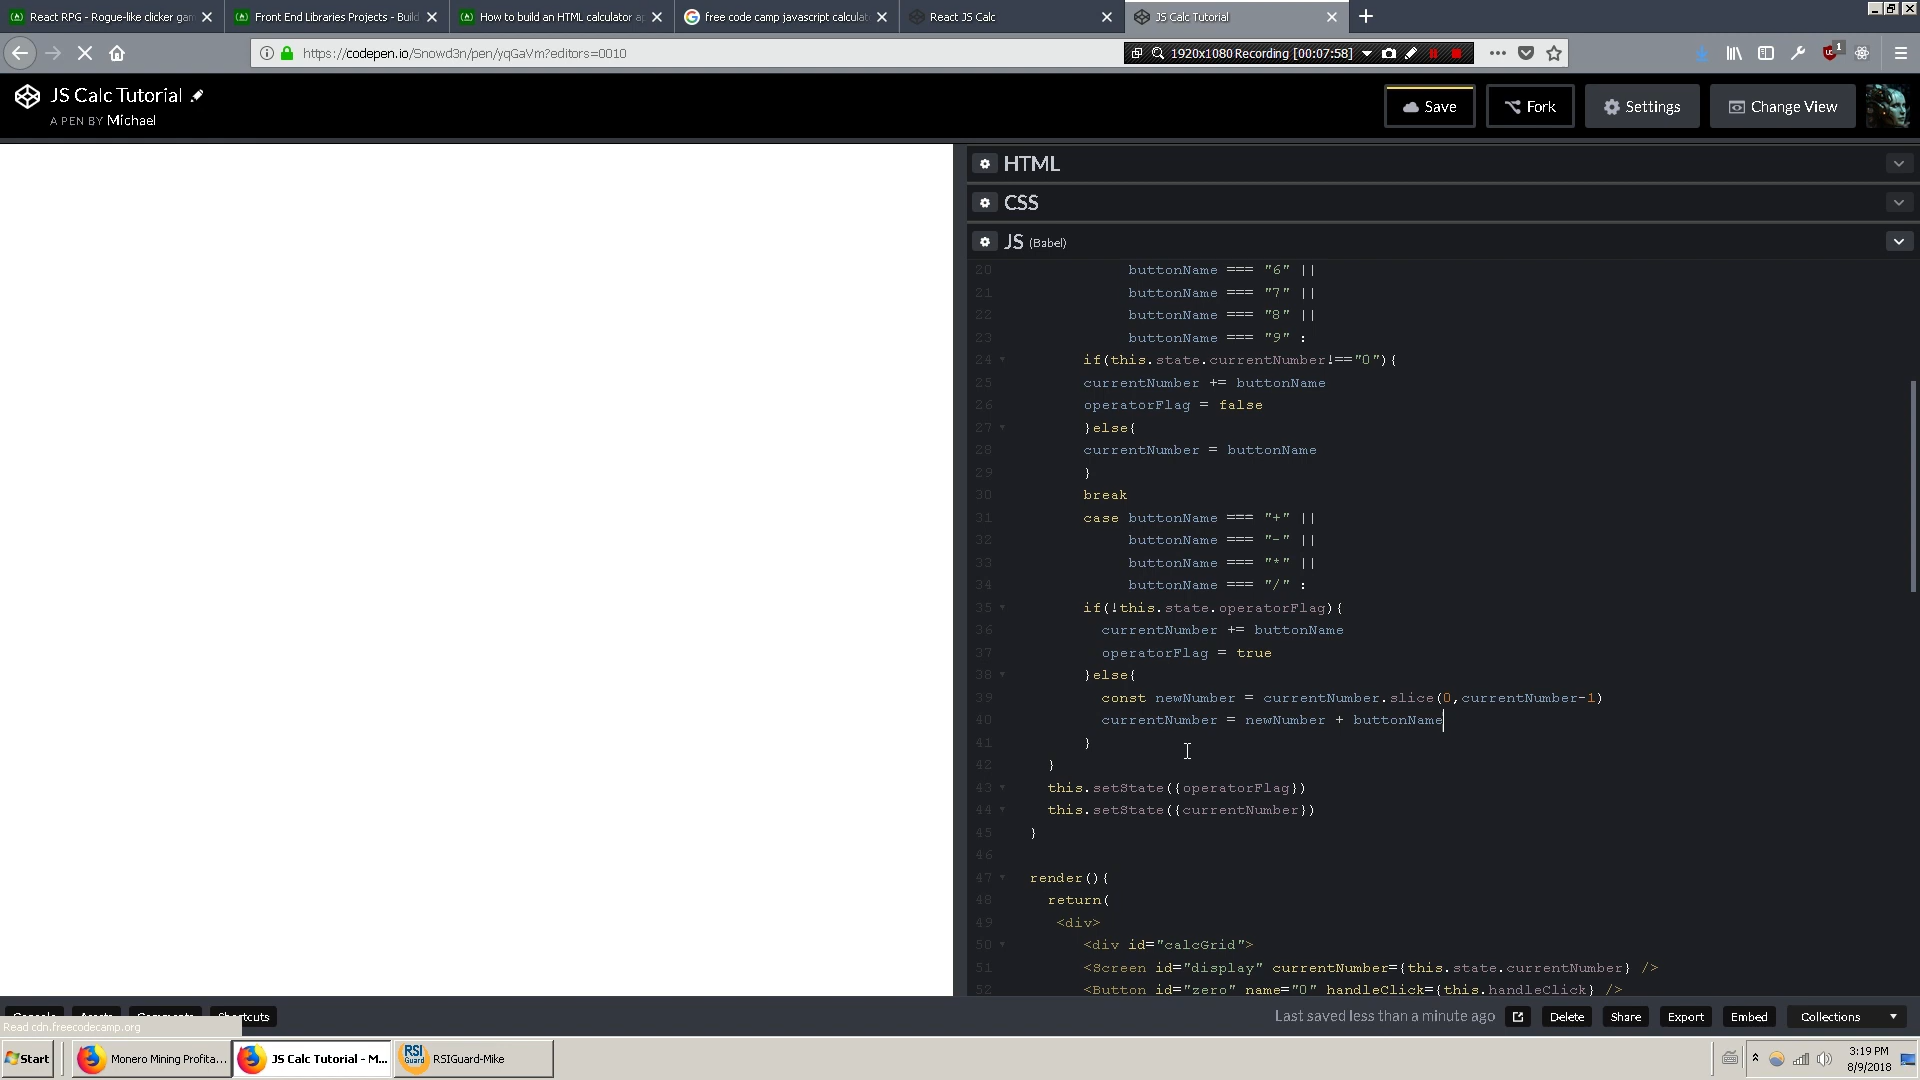 React RPG - Rogue-like clicker gam
Front End Libraries Projects - Build
How to build an HTML calculator a
free code camp javascript calculat
React JS Calc
JS Calc Tutorial
https://codepen.io/Snowd3n/pen/yqGaVm?editors=0010
1920x1080 Recording [00:07:58]
1
JS Calc Tutorial
A PEN BY Michael
Save
Fork
Settings
Change View
HTML
CSS
JS (Babel)
20 buttonName === "6" ||
21 buttonName === "7" ||
22 buttonName === "8" ||
23 buttonName === "9" :
24 if(this.state.currentNumber!=="0"){
25 currentNumber += buttonName
26 operatorFlag = false
27 }else{
28 currentNumber = buttonName
29 }
30 break
31 case buttonName === "+" ||
32 buttonName === "-" ||
33 buttonName === "*" ||
34 buttonName === "/" :
35 if(!this.state.operatorFlag){
36 currentNumber += buttonName
37 operatorFlag = true
38 }else{
39 const newNumber = currentNumber.slice(0,currentNumber-1)
40 currentNumber = newNumber + buttonName
41 }
42 }
43 this.setState({operatorFlag})
44 this.setState({currentNumber})
45 }
46
47 render(){
48 return(
49 <div>
50 <div id="calcGrid">
51 <Screen id="display" currentNumber={this.state.currentNumber} />
52 <Button id="zero" name="0" handleClick={this.handleClick} />
Console
Assets
Comments
Shortcuts
Read cdn.freecodecamp.org
Last saved less than a minute ago
Delete
Share
Export
Embed
Collections
Start
Monero Mining Profita...
JS Calc Tutorial - M...
RSI Guard
RSIGuard-Mike
3:19 PM
8/9/2018